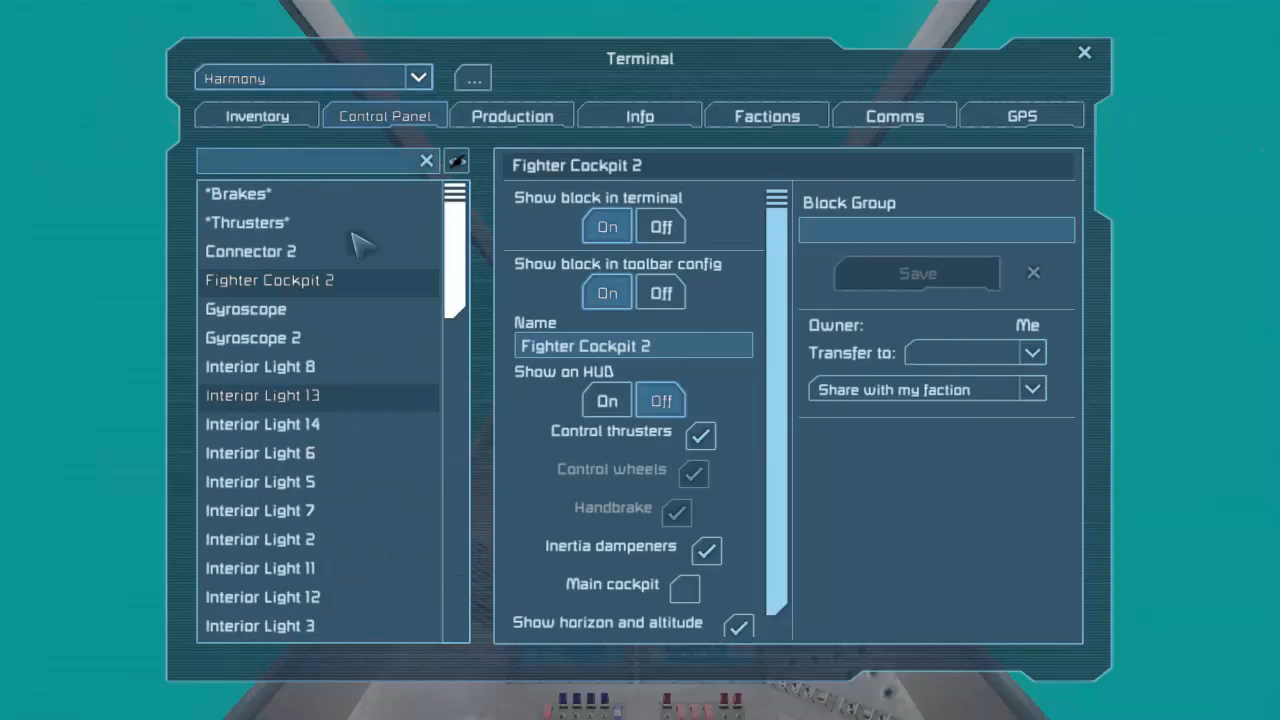 Terminal
Harmony
...
Inventory
Control Panel
Production
Info
Factions
Comms
GPS
*Brakes*
*Thrusters*
Connector 2
Fighter Cockpit 2
Gyroscope
Gyroscope 2
Interior Light 8
Interior Light 13
Interior Light 14
Interior Light 6
Interior Light 5
Interior Light 7
Interior Light 2
Interior Light 11
Interior Light 12
Interior Light 3
Fighter Cockpit 2
Show block in terminal
On Off
Show block in toolbar config
On Off
Name
Fighter Cockpit 2
Show on HUD
On Off
Control thrusters
Control wheels
Handbrake
Inertia dampeners
Main cockpit
Show horizon and altitude
Block Group
Save
Owner: Me
Transfer to:
Share with my faction